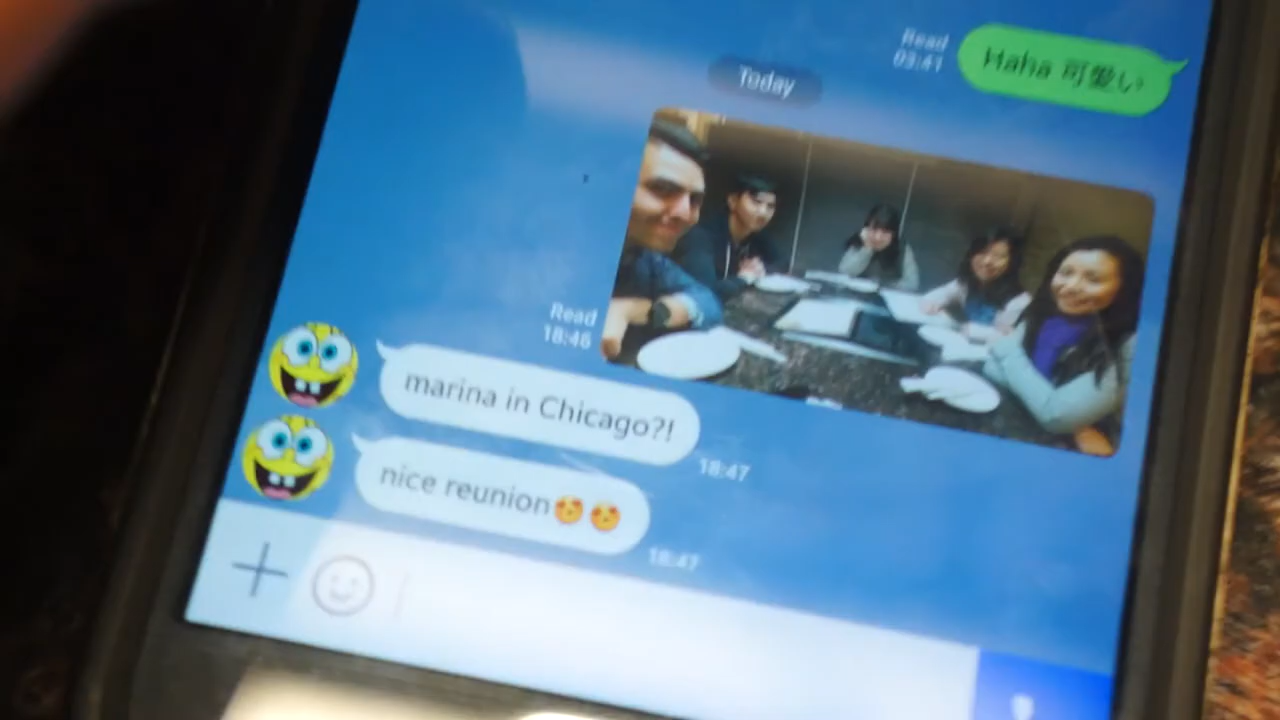 Read
03:41
Haha 可愛い
Today
Read
18:46
marina in Chicago?!
18:47
nice reunion😍😍
18:47